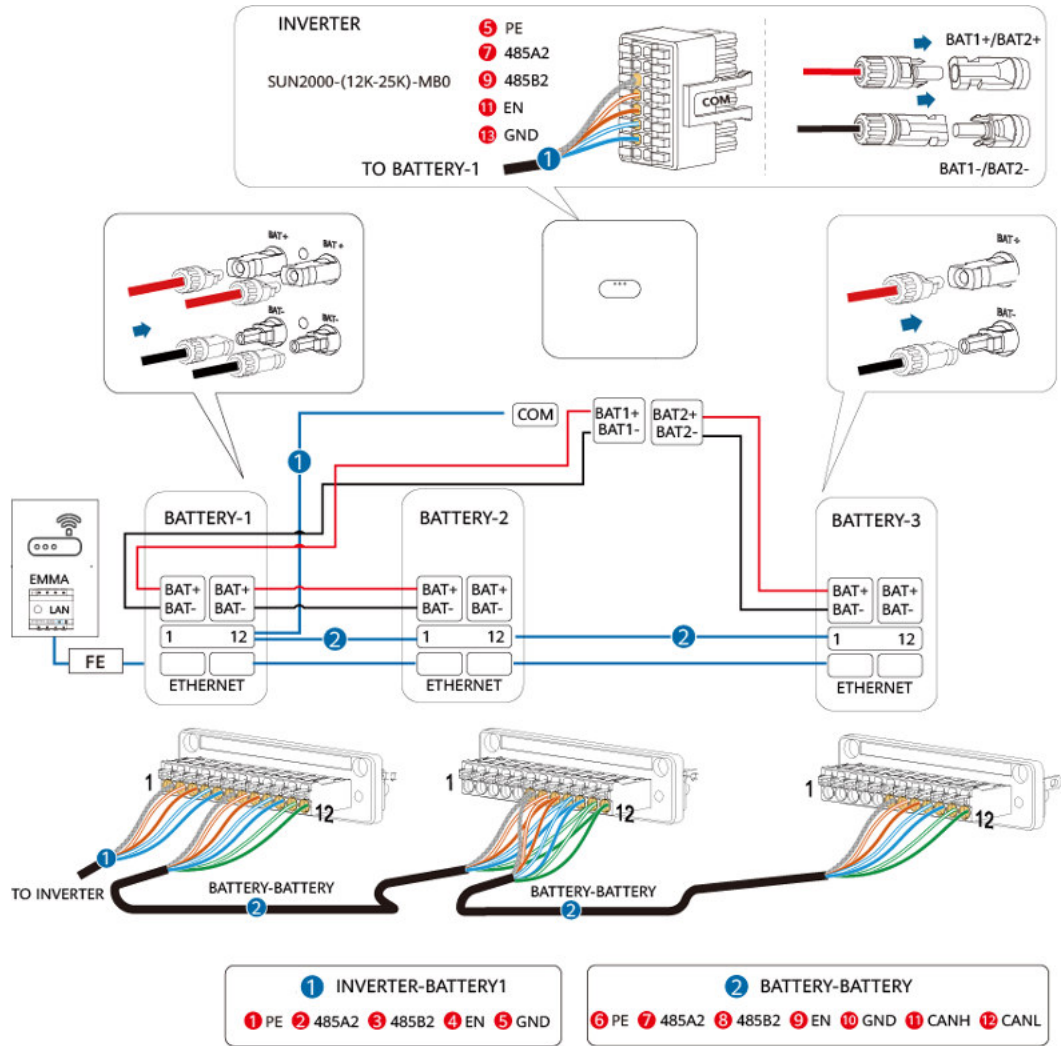 INVERTER
SUN2000-(12K-25K)-MB0
5 PE
7 485A2
9 485B2
11 EN
13 GND
TO BATTERY-1
1
COM
BAT1+/BAT2+
BAT1-/BAT2-
BAT+
BAT+
BAT-
BAT-
BAT+
BAT-
COM
BAT1+
BAT1-
BAT2+
BAT2-
1
BATTERY-1
BATTERY-2
BATTERY-3
EMMA
LAN
FE
BAT+ BAT+
BAT- BAT-
1 12
ETHERNET
2
BAT+ BAT+
BAT- BAT-
1 12
ETHERNET
2
BAT+ BAT+
BAT- BAT-
1 12
ETHERNET
1
12
1
12
1
12
1
TO INVERTER
BATTERY-BATTERY
2
BATTERY-BATTERY
2
1 INVERTER-BATTERY1
1 PE 2 485A2 3 485B2 4 EN 5 GND
2 BATTERY-BATTERY
6 PE 7 485A2 8 485B2 9 EN 10 GND 11 CANH 12 CANL